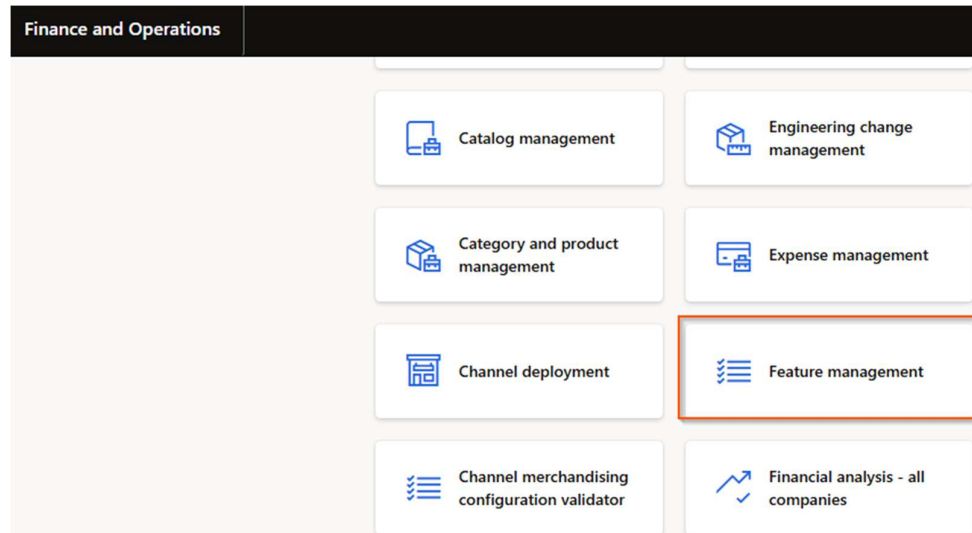 Finance and Operations
Catalog management
Engineering change
management
Category and product
management
Expense management
Channel deployment
Feature management
Channel merchandising
configuration validator
Financial analysis - all
companies